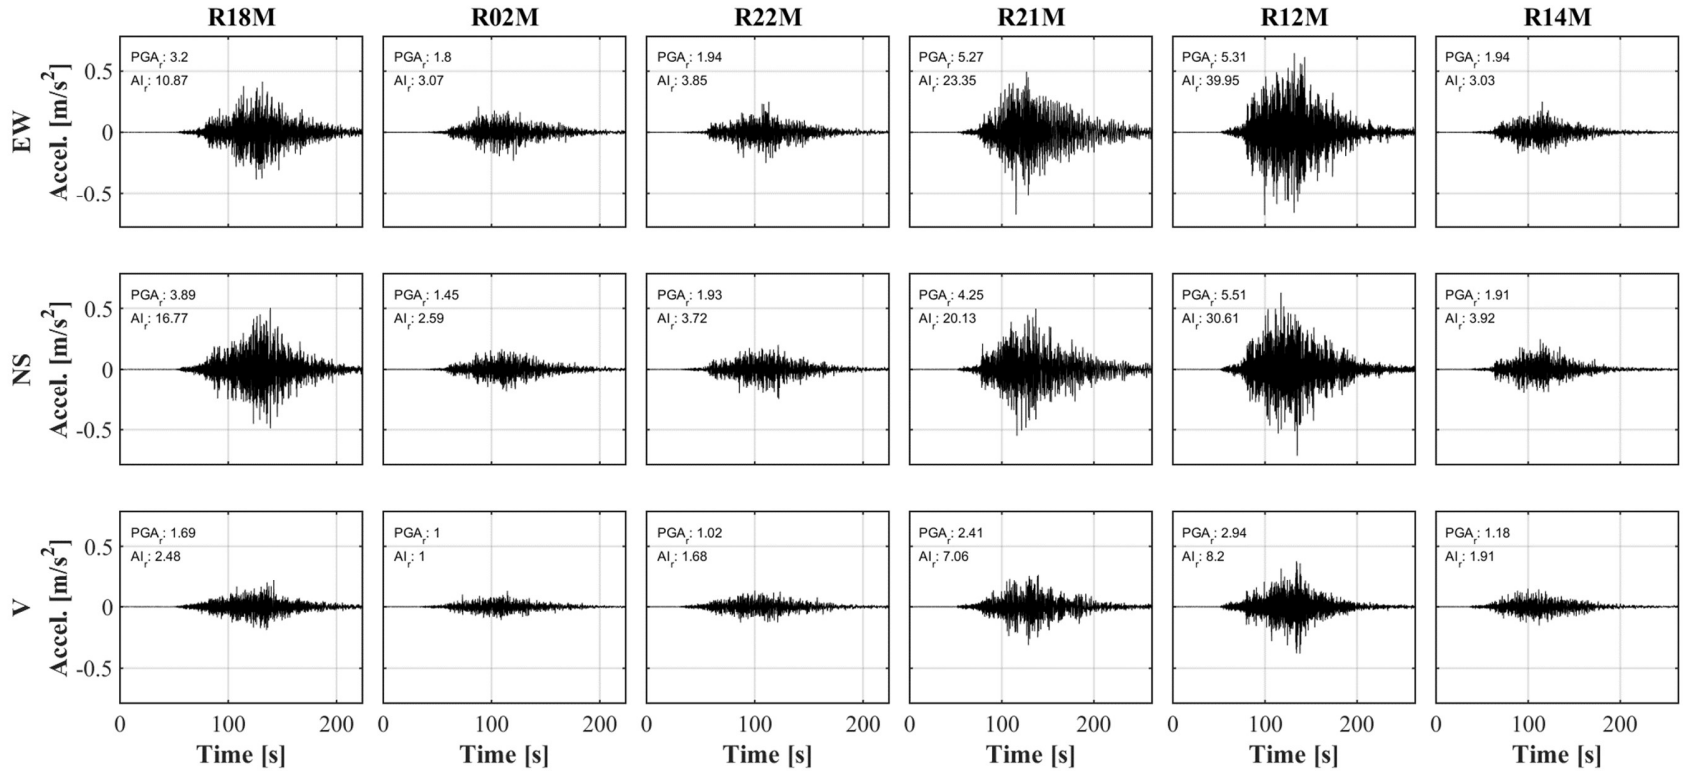 R18M R02M R22M R21M R12M R14M
EW
Accel. [m/s²]
0.5
0
-0.5
PGAr: 3.2
AIr: 10.87
PGAr: 1.8
AIr: 3.07
PGAr: 1.94
AIr: 3.85
PGAr: 5.27
AIr: 23.35
PGAr: 5.31
AIr: 39.95
PGAr: 1.94
AIr: 3.03
NS
Accel. [m/s²]
0.5
0
-0.5
PGAr: 3.89
AIr: 16.77
PGAr: 1.45
AIr: 2.59
PGAr: 1.93
AIr: 3.72
PGAr: 4.25
AIr: 20.13
PGAr: 5.51
AIr: 30.61
PGAr: 1.91
AIr: 3.92
V
Accel. [m/s²]
0.5
0
-0.5
PGAr: 1.69
AIr: 2.48
PGAr: 1
AIr: 1
PGAr: 1.02
AIr: 1.68
PGAr: 2.41
AIr: 7.06
PGAr: 2.94
AIr: 8.2
PGAr: 1.18
AIr: 1.91
0 100 200 0 100 200 0 100 200 0 100 200 0 100 200 0 100 200
Time [s] Time [s] Time [s] Time [s] Time [s] Time [s]